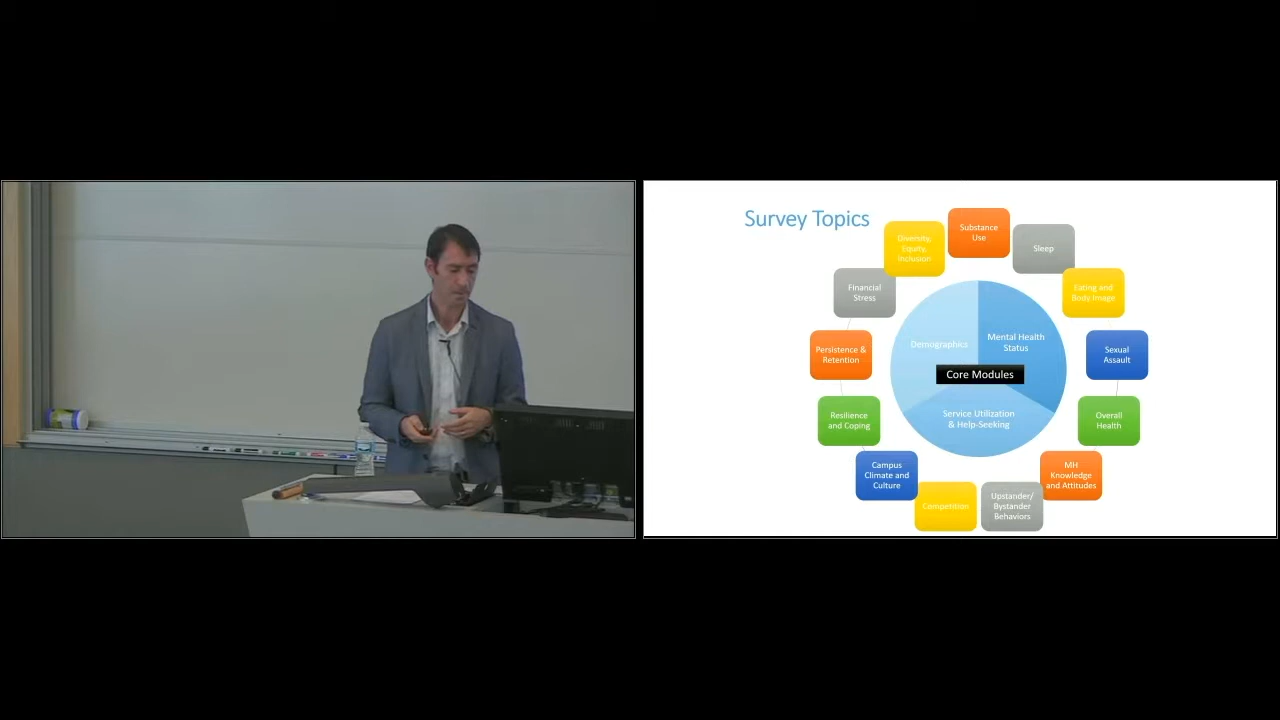 Survey Topics
Substance
Use
Sleep
Eating and
Body Image
Sexual
Assault
Overall
Health
MH
Knowledge
and Attitudes
Upstander/
Bystander
Behaviors
Competition
Campus
Climate and
Culture
Resilience
and Coping
Persistence &
Retention
Financial
Stress
Diversity,
Equity,
Inclusion
Demographics
Mental Health
Status
Core Modules
Service Utilization
& Help-Seeking